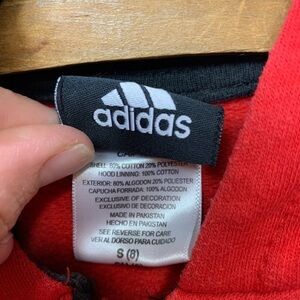 adidas
SHELL: 80% COTTON 20% POLYESTER
HOOD LINNING: 100% COTTON
EXTERIOR: 80% ALGODON 20% POLIESTER
CAPUCHA FORRADA: 100% ALGODON
EXCLUSIVE OF DECORATION
EXCLUSIVO DE DECORACIÓN
MADE IN PAKISTAN
HECHO EN PAKISTAN
SEE REVERSE FOR CARE
VER AL DORSO PARA CUIDADO
S (8)